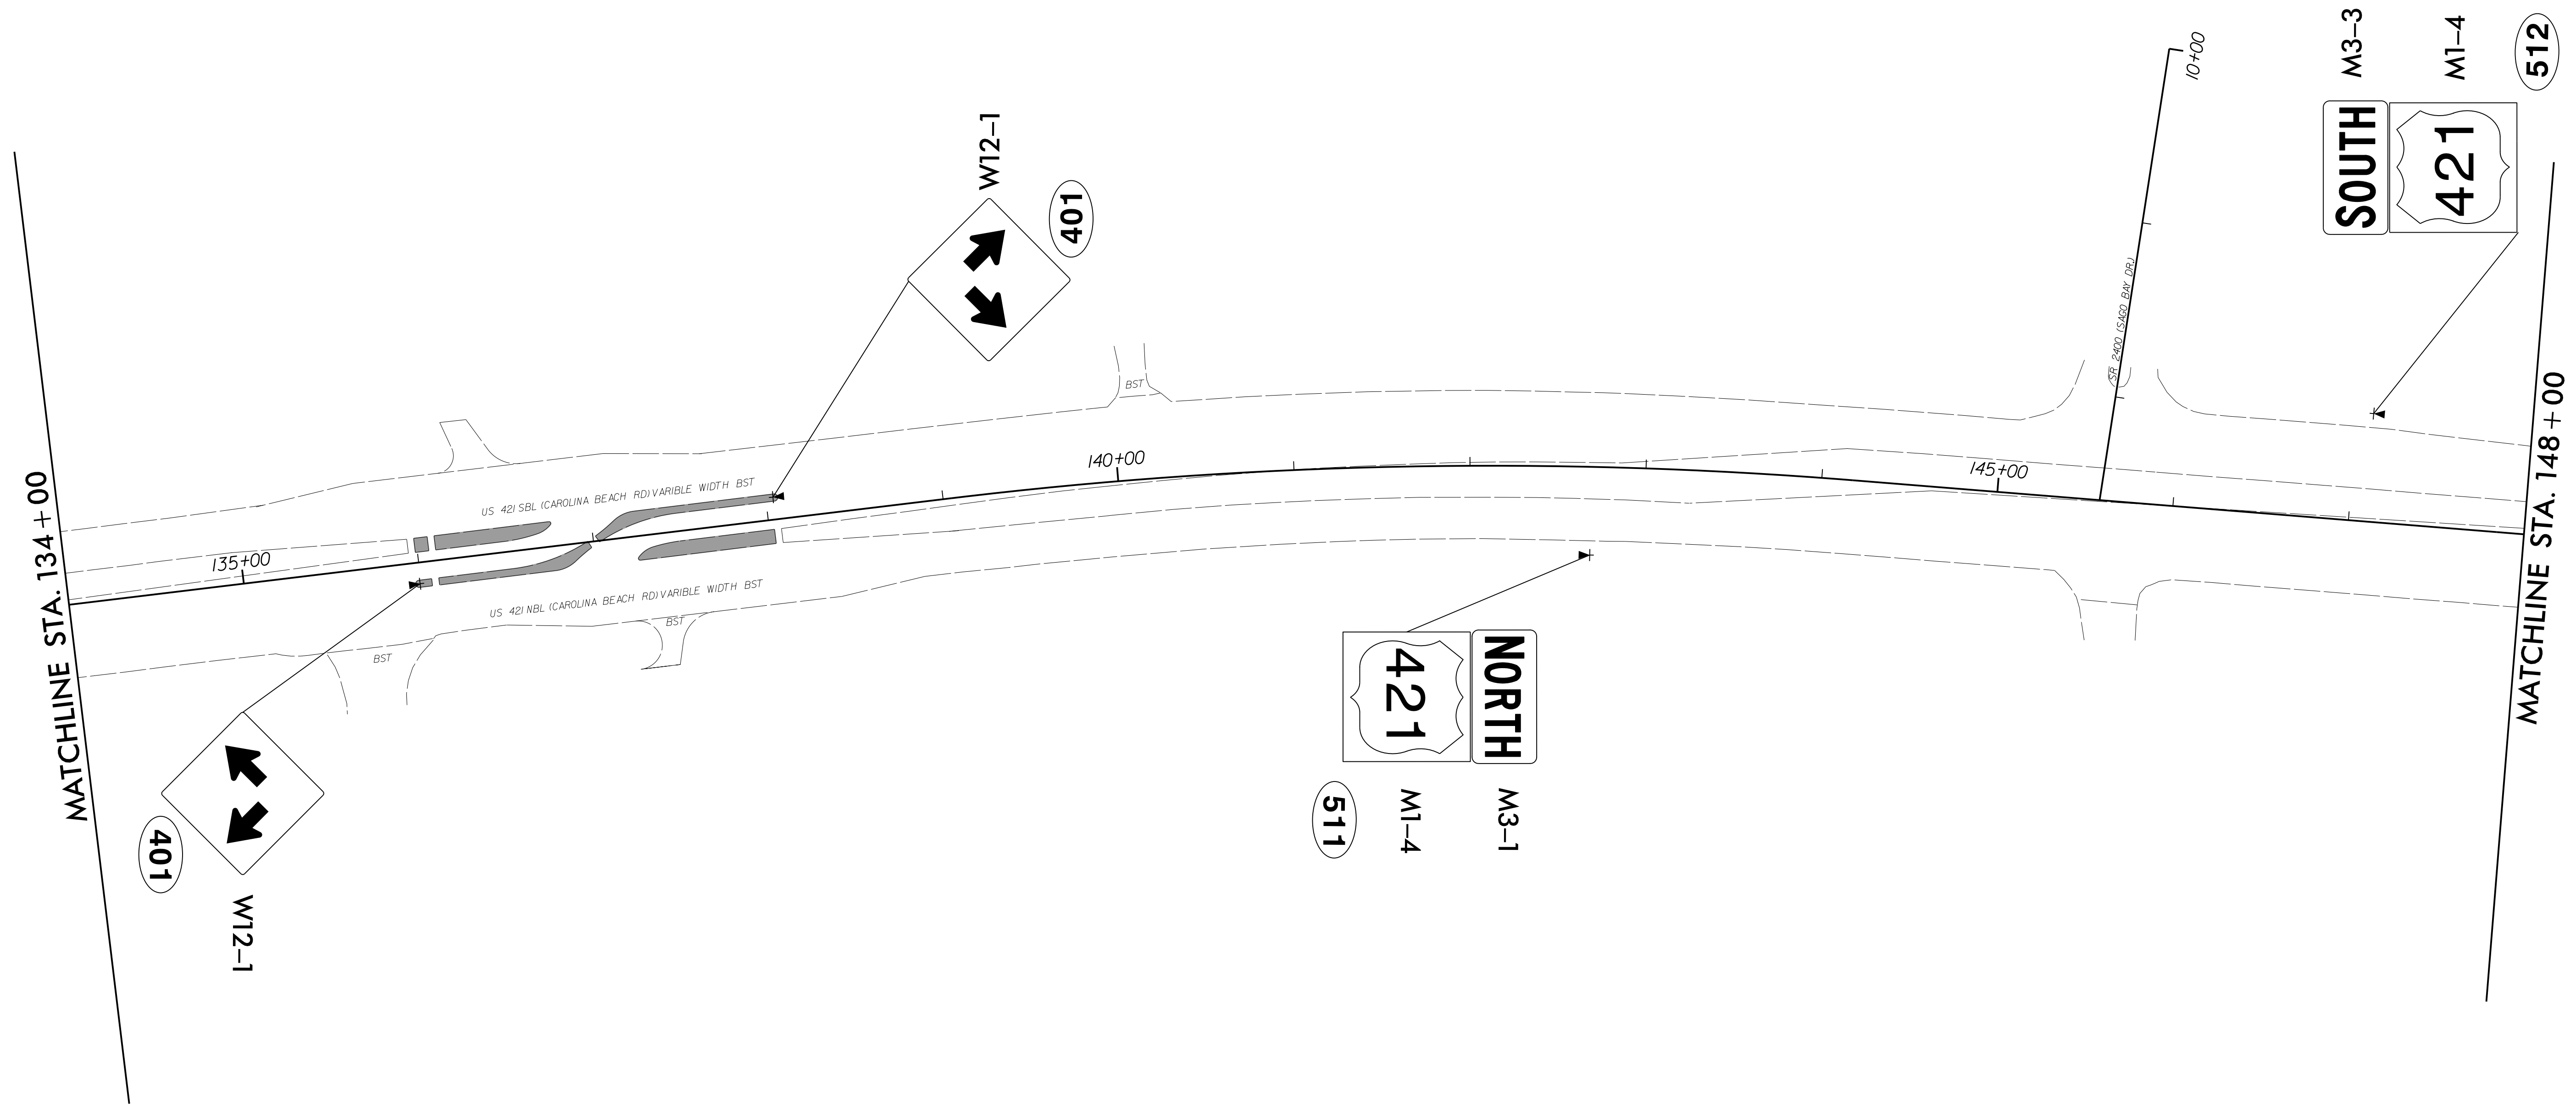 M3-3
M1-4
512
SOUTH
421
10+00
W12-1
401
SR 2400 (SAGO BAY DR.)
BST
140+00
145+00
MATCHLINE STA. 134+00
MATCHLINE STA. 148+00
US 421 SBL (CAROLINA BEACH RD) VARIBLE WIDTH BST
135+00
US 421 NBL (CAROLINA BEACH RD) VARIBLE WIDTH BST
BST
BST
421
NORTH
511
M1-4
M3-1
401
W12-1